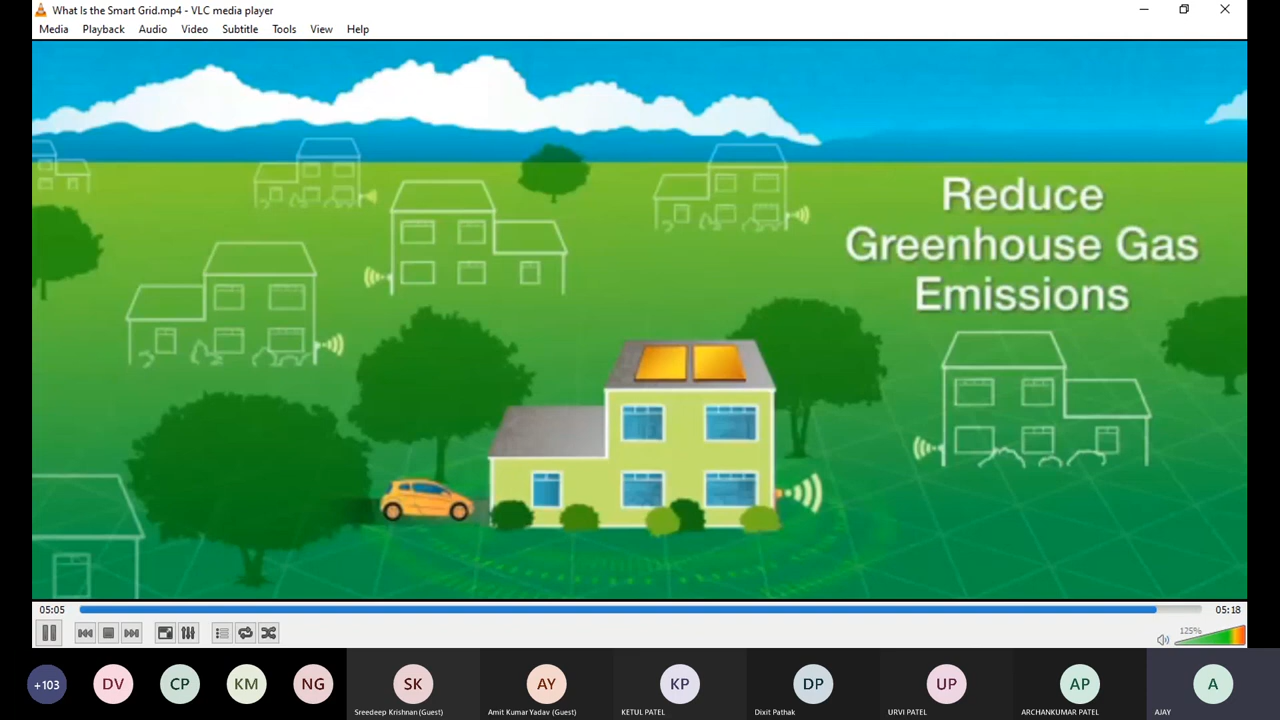 What Is the Smart Grid.mp4 - VLC media player
Media Playback Audio Video Subtitle Tools View Help
Reduce
Greenhouse Gas
Emissions
05:05
05:18
125%
+103
DV
CP
KM
NG
SK
AY
KP
DP
UP
AP
A
Sreedeep Krishnan (Guest)
Amit Kumar Yadav (Guest)
KETUL PATEL
Dixit Pathak
URVI PATEL
ARCHANKUMAR PATEL
AJAY